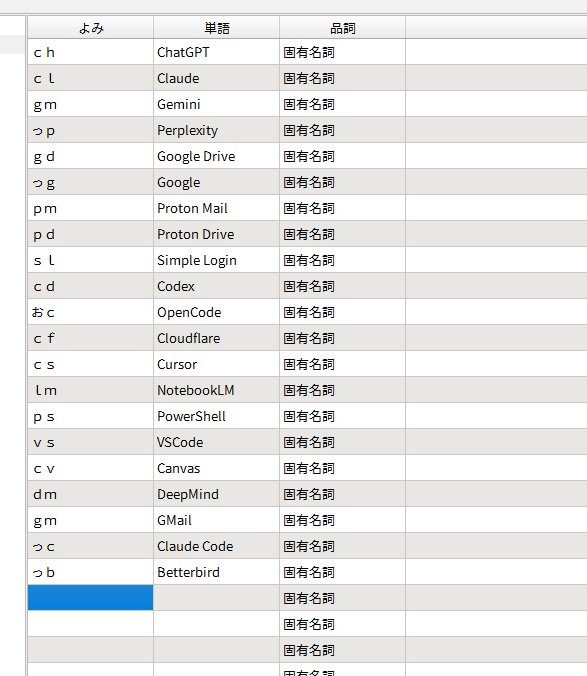 よみ 単語 品詞
ｃｈ ChatGPT 固有名詞
ｃｌ Claude 固有名詞
ｇｍ Gemini 固有名詞
っｐ Perplexity 固有名詞
ｇｄ Google Drive 固有名詞
っｇ Google 固有名詞
ｐｍ Proton Mail 固有名詞
ｐｄ Proton Drive 固有名詞
ｓｌ Simple Login 固有名詞
ｃｄ Codex 固有名詞
おｃ OpenCode 固有名詞
ｃｆ Cloudflare 固有名詞
ｃｓ Cursor 固有名詞
ｌｍ NotebookLM 固有名詞
ｐｓ PowerShell 固有名詞
ｖｓ VSCode 固有名詞
ｃｖ Canvas 固有名詞
ｄｍ DeepMind 固有名詞
ｇｍ GMail 固有名詞
っｃ Claude Code 固有名詞
っｂ Betterbird 固有名詞
固有名詞
固有名詞
固有名詞
固有名詞